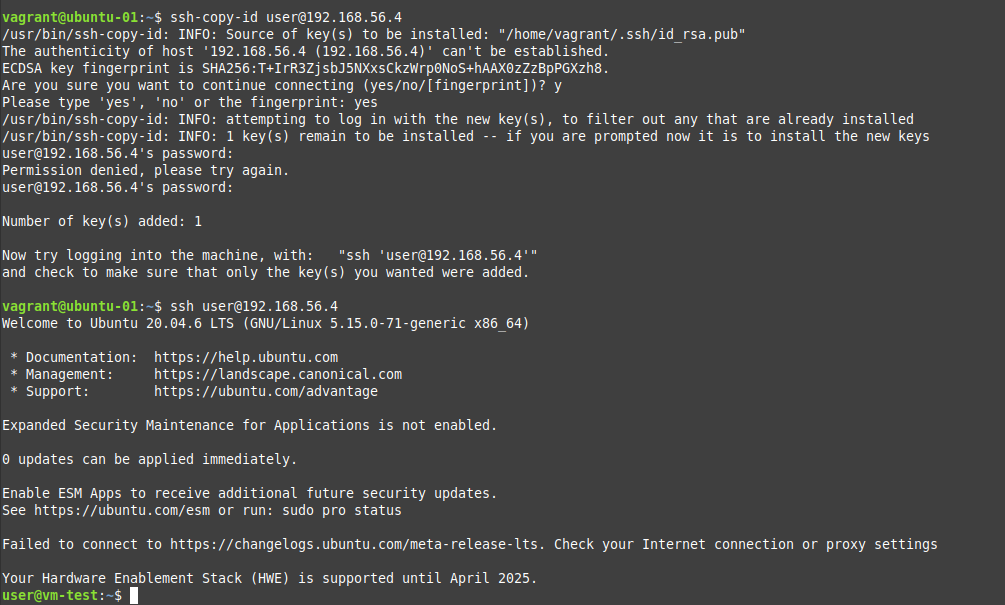 vagrant@ubuntu-01:~$ ssh-copy-id user@192.168.56.4
/usr/bin/ssh-copy-id: INFO: Source of key(s) to be installed: "/home/vagrant/.ssh/id_rsa.pub"
The authenticity of host '192.168.56.4 (192.168.56.4)' can't be established.
ECDSA key fingerprint is SHA256:T+IrR3ZjsbJ5NXxsCkzWrp0NoS+hAAX0zZzBpPGXzh8.
Are you sure you want to continue connecting (yes/no/[fingerprint])? y
Please type 'yes', 'no' or the fingerprint: yes
/usr/bin/ssh-copy-id: INFO: attempting to log in with the new key(s), to filter out any that are already installed
/usr/bin/ssh-copy-id: INFO: 1 key(s) remain to be installed -- if you are prompted now it is to install the new keys
user@192.168.56.4's password:
Permission denied, please try again.
user@192.168.56.4's password:

Number of key(s) added: 1

Now try logging into the machine, with:   "ssh 'user@192.168.56.4'"
and check to make sure that only the key(s) you wanted were added.

vagrant@ubuntu-01:~$ ssh user@192.168.56.4
Welcome to Ubuntu 20.04.6 LTS (GNU/Linux 5.15.0-71-generic x86_64)

 * Documentation:  https://help.ubuntu.com
 * Management:     https://landscape.canonical.com
 * Support:        https://ubuntu.com/advantage

Expanded Security Maintenance for Applications is not enabled.

0 updates can be applied immediately.

Enable ESM Apps to receive additional future security updates.
See https://ubuntu.com/esm or run: sudo pro status

Failed to connect to https://changelogs.ubuntu.com/meta-release-lts. Check your Internet connection or proxy settings

Your Hardware Enablement Stack (HWE) is supported until April 2025.
user@vm-test:~$